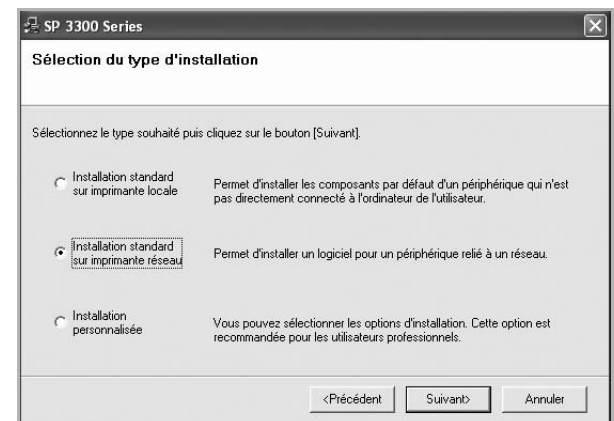 SP 3300 Series
Sélection du type d'installation
Sélectionnez le type souhaité puis cliquez sur le bouton [Suivant].
Installation standard
sur imprimante locale
Permet d'installer les composants par défaut d'un périphérique qui n'est
pas directement connecté à l'ordinateur de l'utilisateur.
Installation standard
sur imprimante réseau
Permet d'installer un logiciel pour un périphérique relié à un réseau.
Installation
personnalisée
Vous pouvez sélectionner les options d'installation. Cette option est
recommandée pour les utilisateurs professionnels.
<Précédent
Suivant>
Annuler